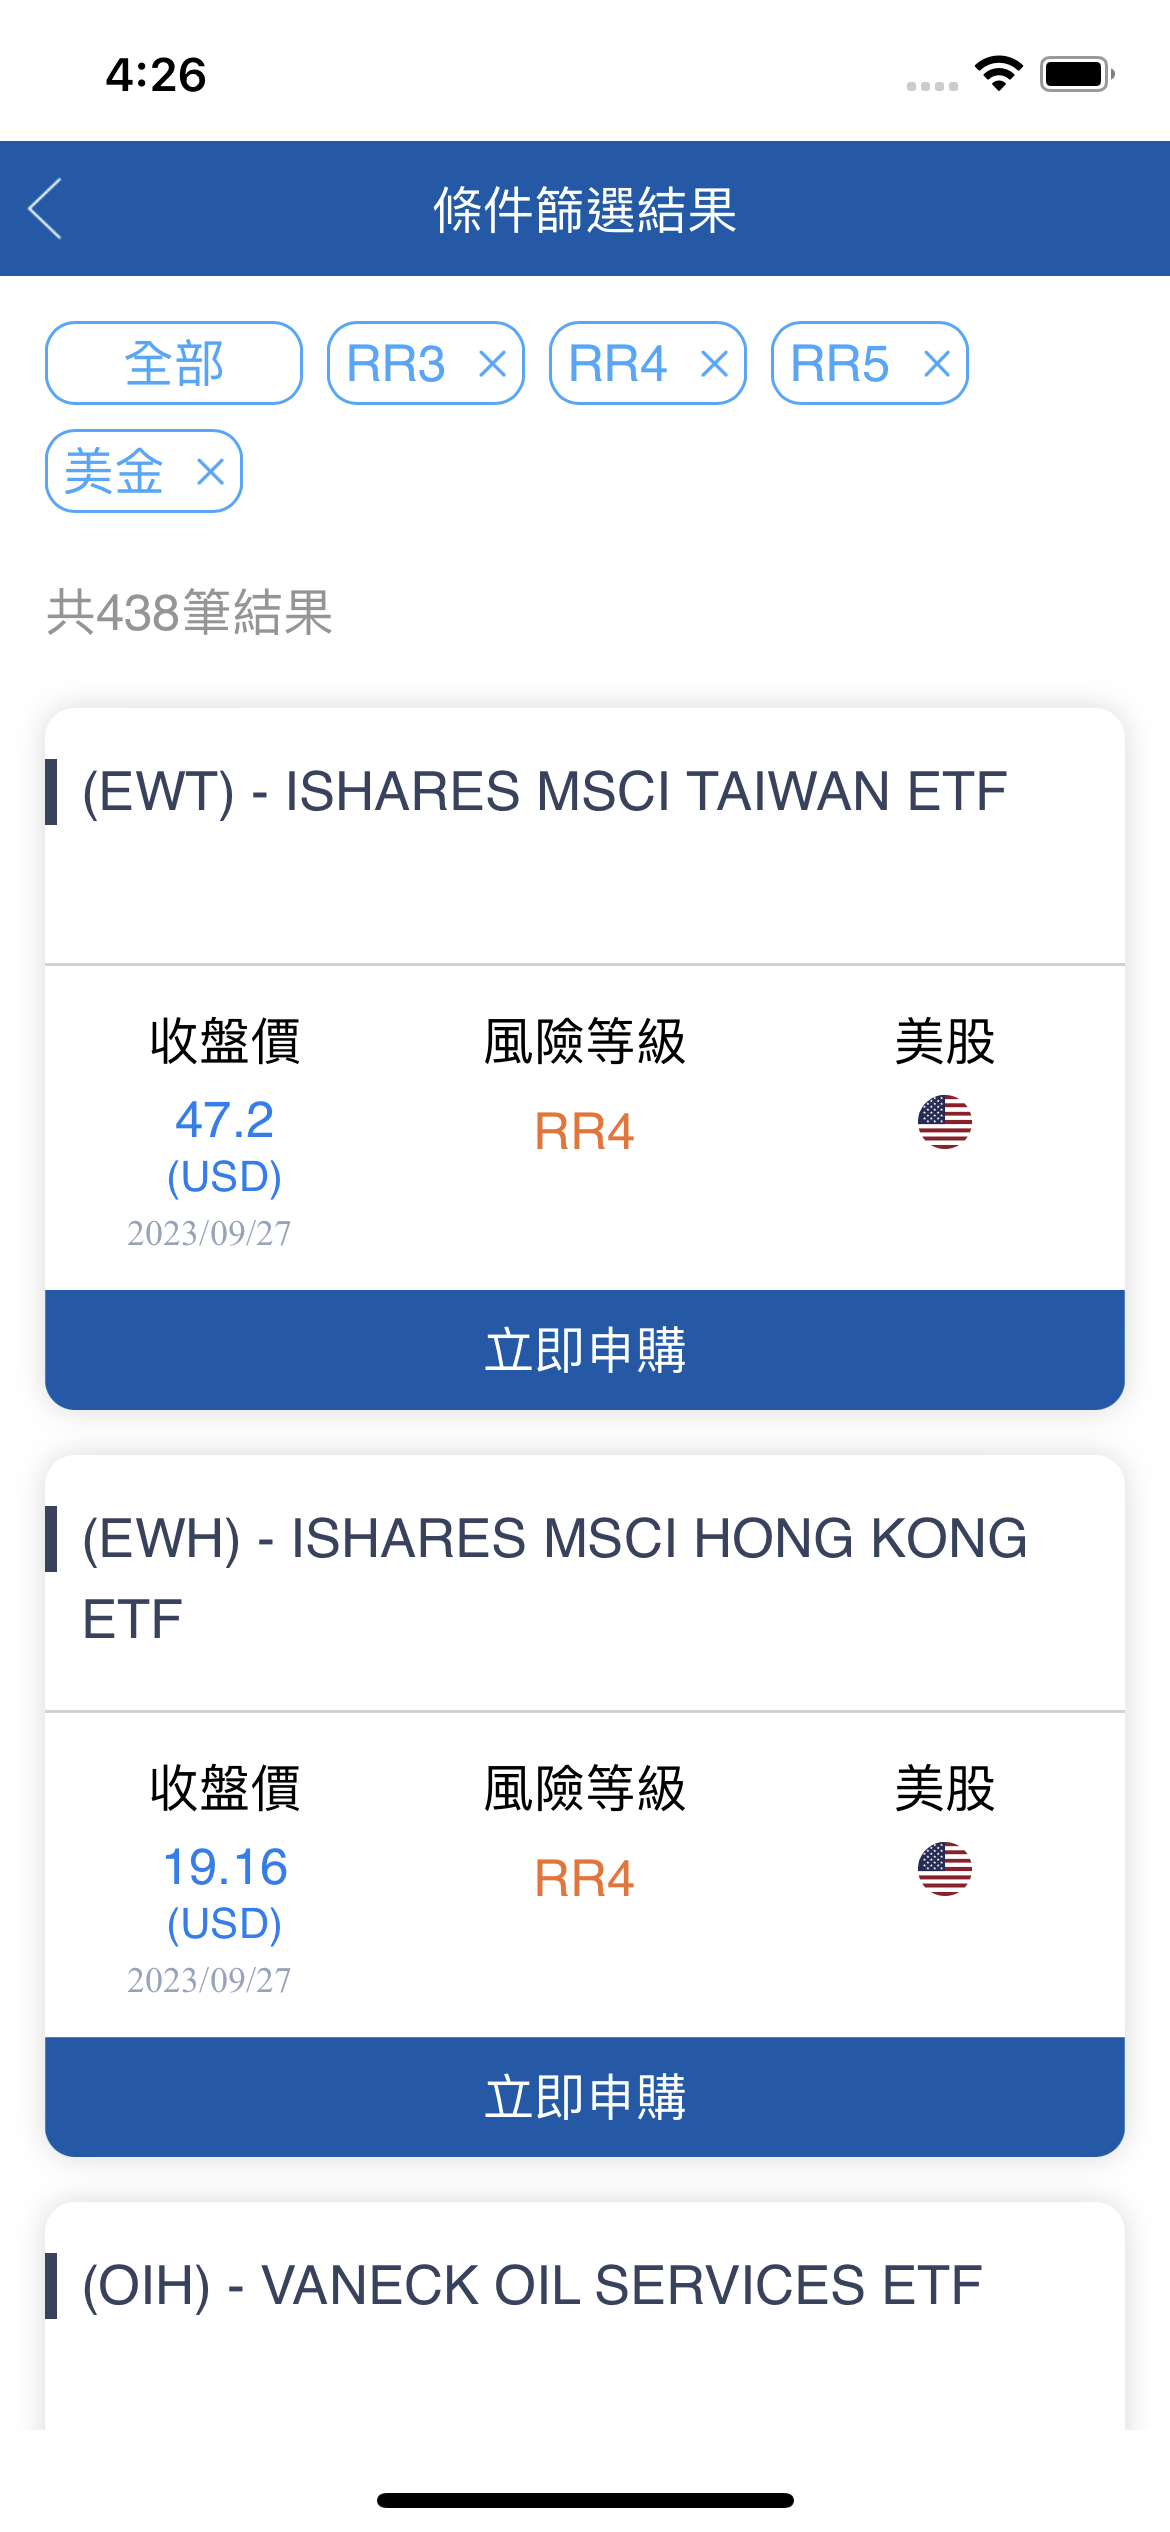 4:26
條件篩選結果
全部 RR3 × RR4 × RR5 ×
美金 ×
共438筆結果
(EWT) - ISHARES MSCI TAIWAN ETF
收盤價 風險等級 美股
47.2 RR4
(USD)
2023/09/27
立即申購
(EWH) - ISHARES MSCI HONG KONG
ETF
收盤價 風險等級 美股
19.16 RR4
(USD)
2023/09/27
立即申購
(OIH) - VANECK OIL SERVICES ETF